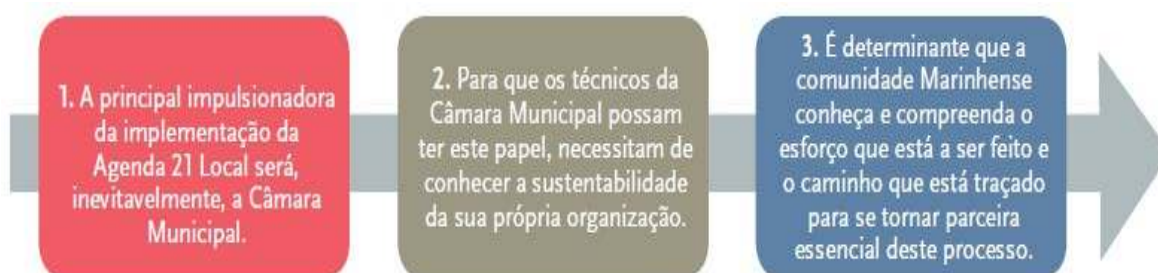 1. A principal impulsionadora
da implementação da
Agenda 21 Local será,
inevitavelmente, a Câmara
Municipal.
2. Para que os técnicos da
Câmara Municipal possam
ter este papel, necessitam de
conhecer a sustentabilidade
da sua própria organização.
3. É determinante que a
comunidade Marinhense
conheça e compreenda o
esforço que está a ser feito e
o caminho que está traçado
para se tornar parceira
essencial deste processo.